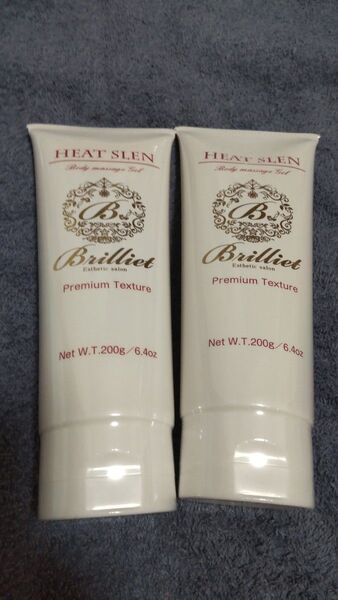 HEAT SLEN
Body massage Gel
B
Brilliet
Esthetic salon
Premium Texture
Net W.T.200g/6.4oz
HEAT SLEN
Body massage Gel
B
Brilliet
Esthetic salon
Premium Texture
Net W.T.200g/6.4oz